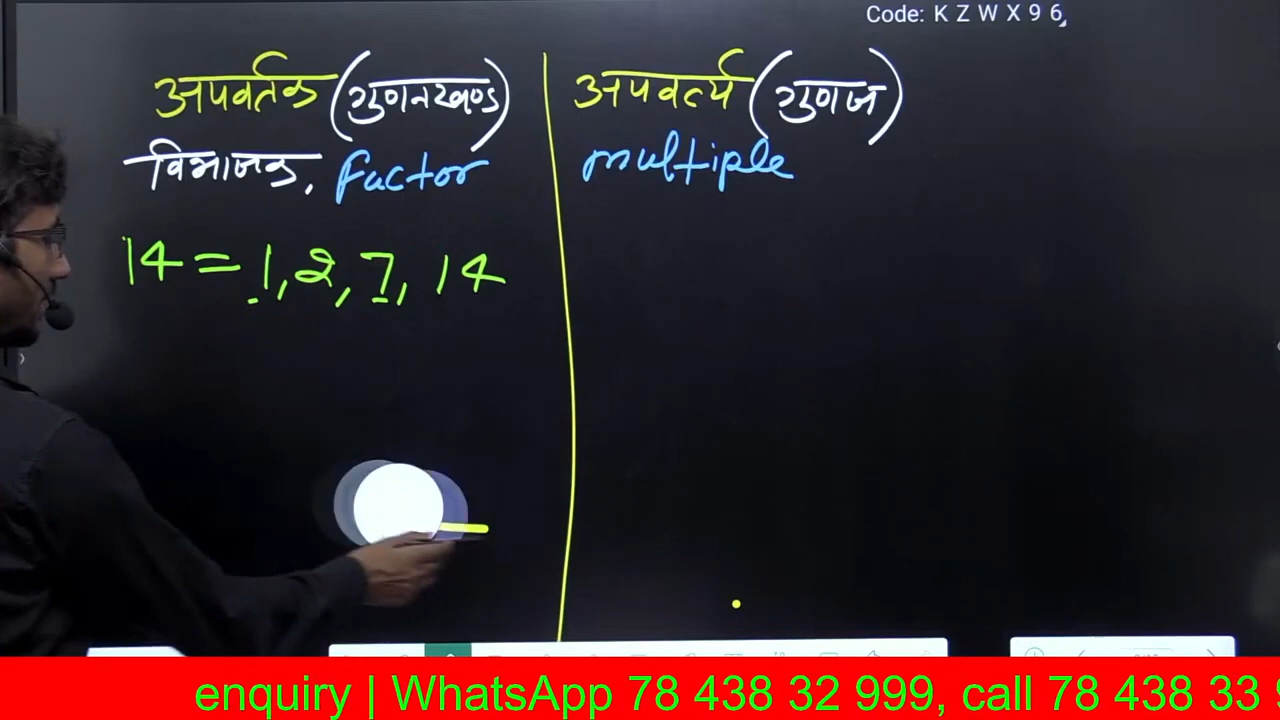 Code: K Z W X 9 6
अपवर्तक (गुणनखण्ड)
विभाजक, factor
14 = 1, 2, 7, 14
अपवर्त्य (गुणज)
multiple
enquiry | WhatsApp 78 438 32 999, call 78 438 33 9